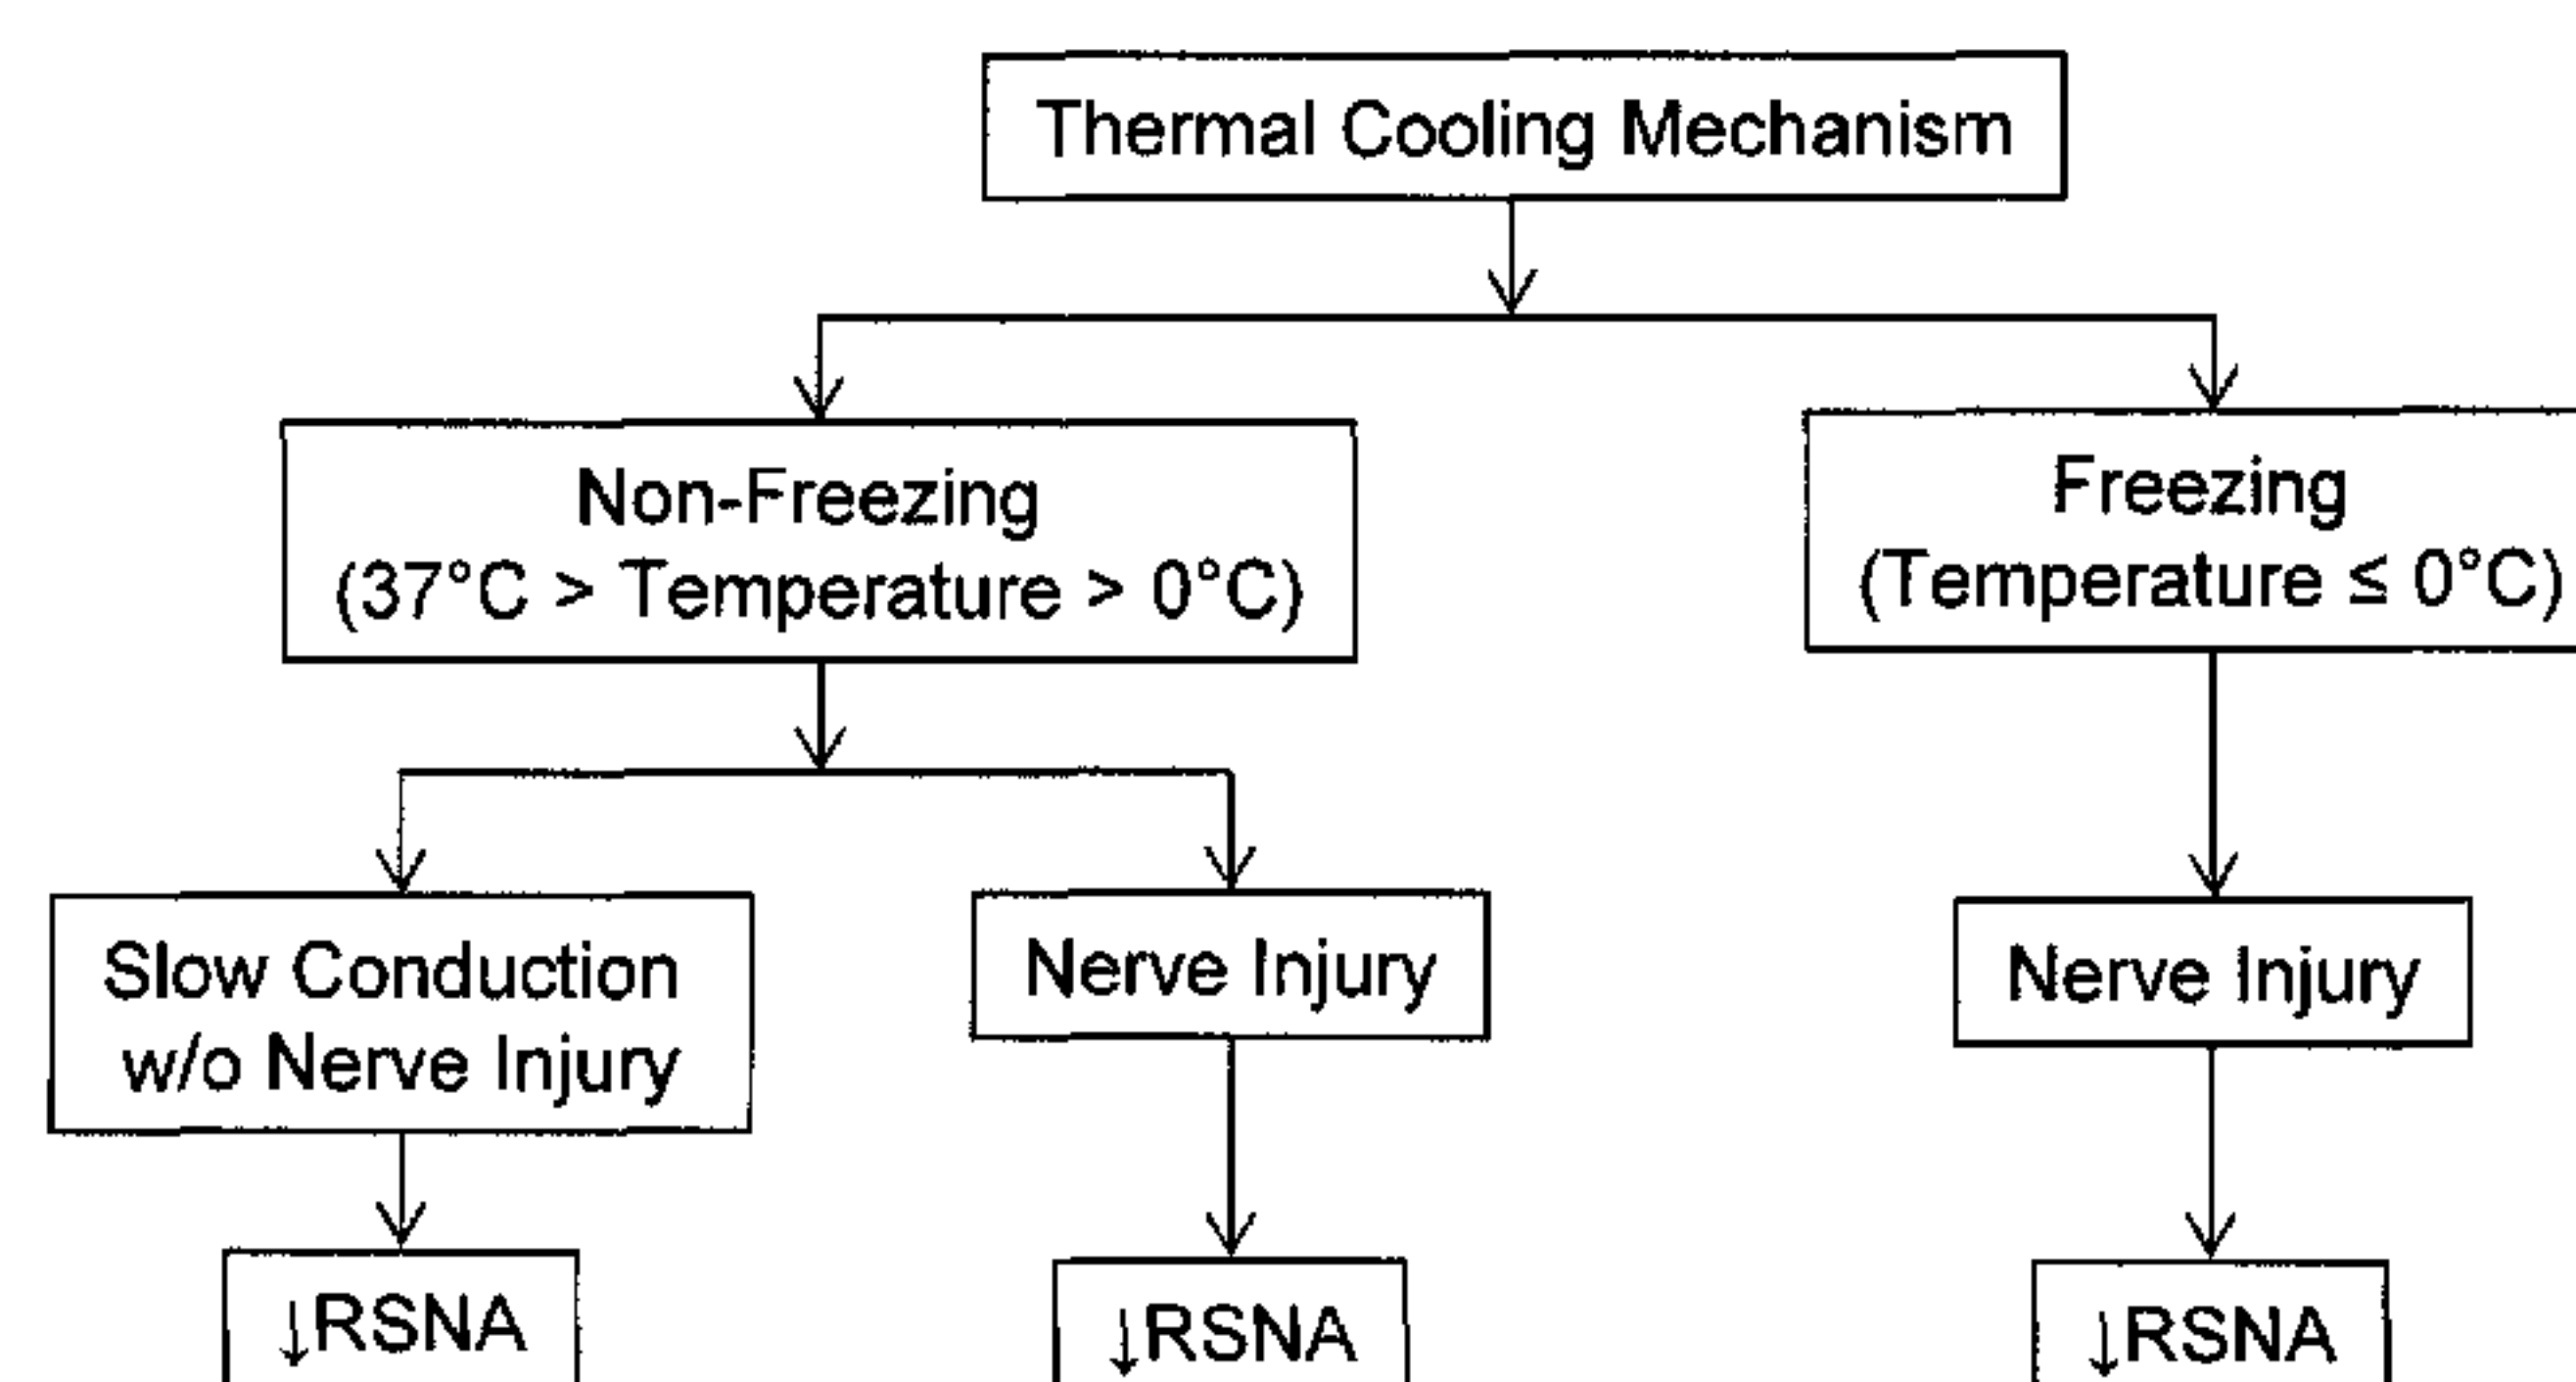 Thermal Cooling Mechanism
Non-Freezing
(37°C > Temperature > 0°C)
Freezing
(Temperature ≤ 0°C)
Slow Conduction
w/o Nerve Injury
Nerve Injury
Nerve Injury
↓RSNA
↓RSNA
↓RSNA